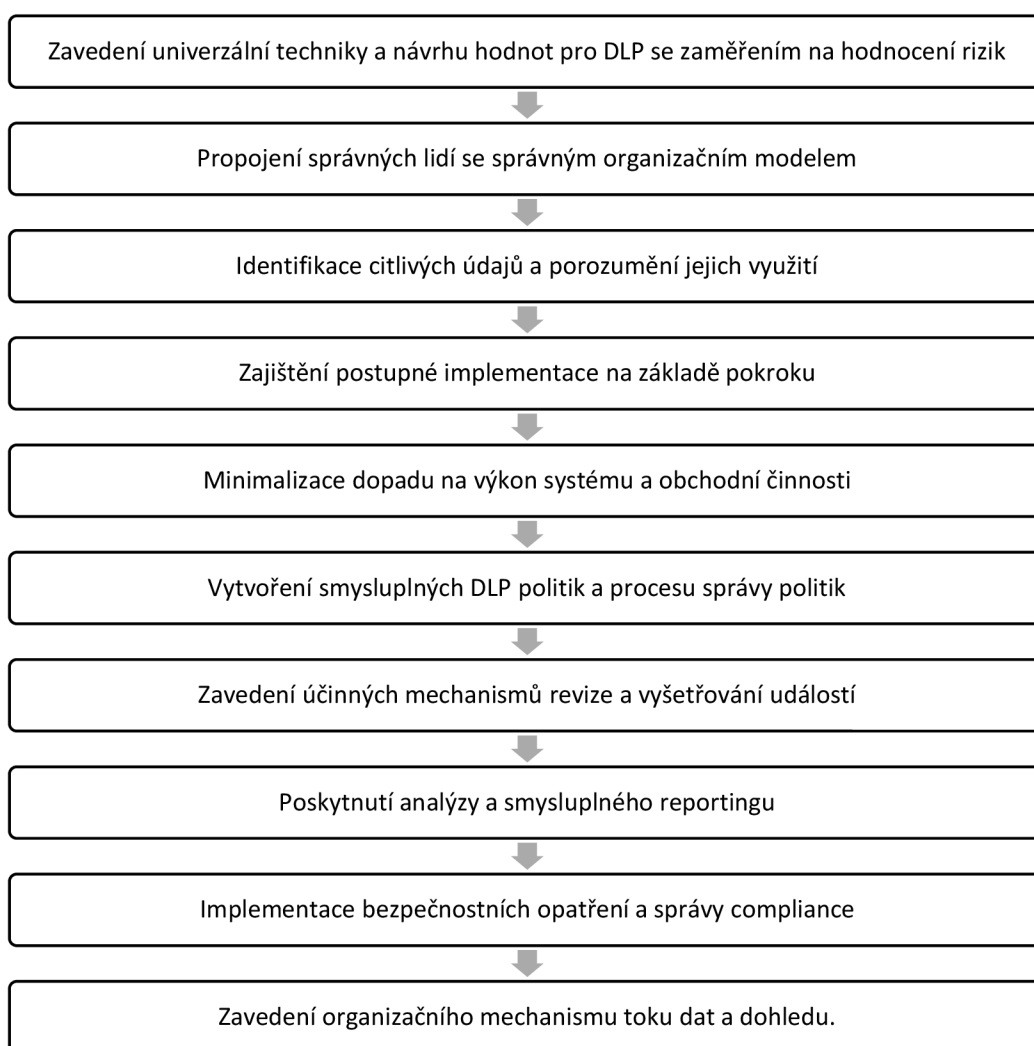 Zavedení univerzální techniky a návrhu hodnot pro DLP se zaměřením na hodnocení rizik
Propojení správných lidí se správným organizačním modelem
Identifikace citlivých údajů a porozumění jejich využití
Zajištění postupné implementace na základě pokroku
Minimalizace dopadu na výkon systému a obchodní činnosti
Vytvoření smysluplných DLP politik a procesu správy politik
Zavedení účinných mechanismů revize a vyšetřování událostí
Poskytnutí analýzy a smysluplného reportingu
Implementace bezpečnostních opatření a správy compliance
Zavedení organizačního mechanismu toku dat a dohledu.